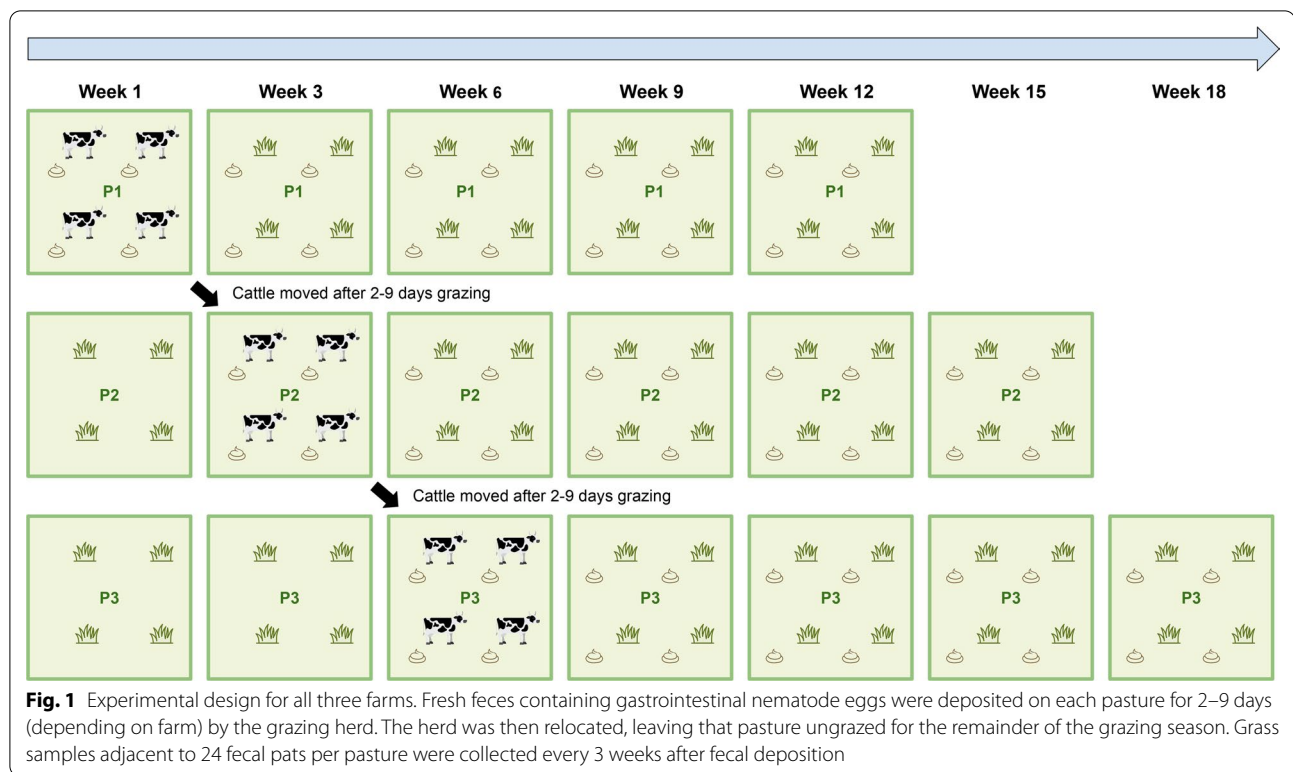 Week 1 Week 3 Week 6 Week 9 Week 12 Week 15 Week 18
P1 P1 P1 P1 P1
Cattle moved after 2-9 days grazing
P2 P2 P2 P2 P2 P2
Cattle moved after 2-9 days grazing
P3 P3 P3 P3 P3 P3 P3
Fig. 1 Experimental design for all three farms. Fresh feces containing gastrointestinal nematode eggs were deposited on each pasture for 2–9 days
(depending on farm) by the grazing herd. The herd was then relocated, leaving that pasture ungrazed for the remainder of the grazing season. Grass
samples adjacent to 24 fecal pats per pasture were collected every 3 weeks after fecal deposition